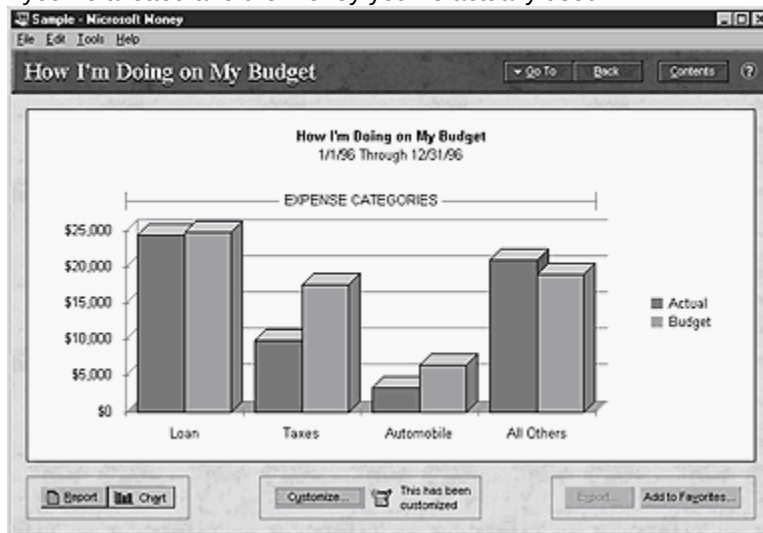 Sample - Microsoft Money
File Edit Tools Help
How I'm Doing on My Budget
Go To Back Contents ?
How I'm Doing on My Budget
1/1/96 Through 12/31/96
EXPENSE CATEGORIES
$25,000
$20,000
$15,000
$10,000
$5,000
$0
Loan Taxes Automobile All Others
Actual
Budget
Report Chart Customize... This has been customized Export... Add to Favorites...